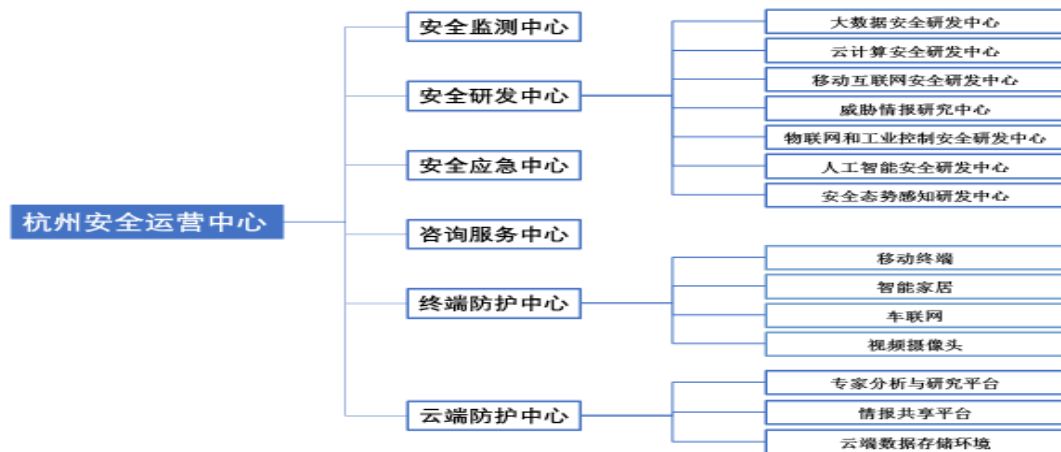 杭州安全运营中心
安全监测中心
安全研发中心
大数据安全研发中心
云计算安全研发中心
移动互联网安全研发中心
威胁情报研究中心
物联网和工业控制安全研发中心
人工智能安全研发中心
安全态势感知研发中心
安全应急中心
咨询服务中心
终端防护中心
移动终端
智能家居
车联网
视频摄像头
云端防护中心
专家分析与研究平台
情报共享平台
云端数据存储环境